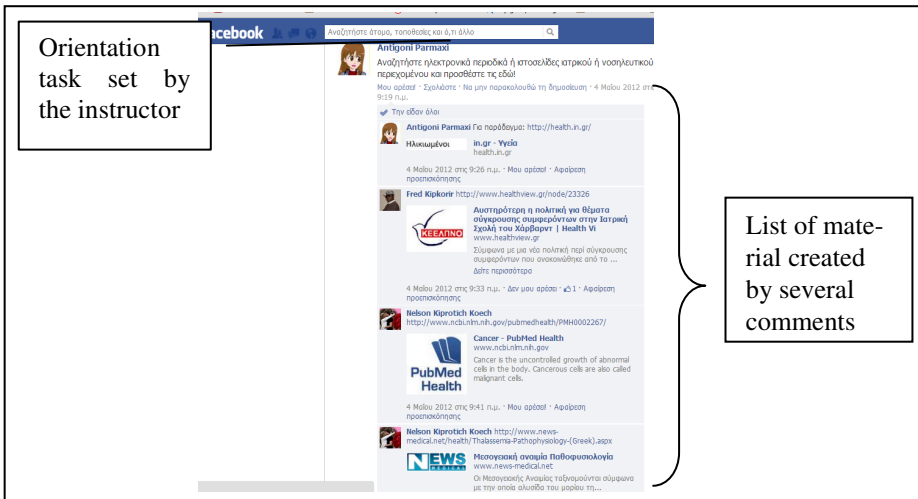 Orientation
task set by
the instructor
acebook
Αναζητήστε άτομα, τοποθεσίες και ό,τι άλλο
Antigoni Parmaxi
Αναζητήστε ηλεκτρονικά περιοδικά ή ιστοσελίδες ιατρικού ή νοσηλευτικού
περιεχομένου και προσθέστε τις εδώ!
Μου αρέσει! · Σχολιάστε · Να μην παρακολουθώ τη δημοσίευση · 4 Μαΐου 2012 στις
9:19 π.μ.
Την είδαν όλοι
Antigoni Parmaxi Για παράδειγμα: http://health.in.gr/
Ηλικιωμένοι
in.gr - Υγεία
health.in.gr
4 Μαΐου 2012 στις 9:26 π.μ. · Μου αρέσει! · Αφαίρεση
προεπισκόπησης
Fred Kipkorir http://www.healthview.gr/node/23326
ΚΕΕΛΠΝΟ
Αυστηρότερη η πολιτική για θέματα
σύγκρουσης συμφερόντων στην Ιατρική
Σχολή του Χάρβαρντ | Health Vi
www.healthview.gr
Σύμφωνα με μια νέα πολιτική περί σύγκρουσης
συμφερόντων που ανακοινώθηκε από το ...
Δείτε περισσότερα
4 Μαΐου 2012 στις 9:33 π.μ. · Δεν μου αρέσει · 1 · Αφαίρεση
προεπισκόπησης
Nelson Kiprotich Koech
http://www.ncbi.nlm.nih.gov/pubmedhealth/PMH0002267/
PubMed
Health
Cancer - PubMed Health
www.ncbi.nlm.nih.gov
Cancer is the uncontrolled growth of abnormal
cells in the body. Cancerous cells are also called
malignant cells.
4 Μαΐου 2012 στις 9:41 π.μ. · Μου αρέσει! · Αφαίρεση
προεπισκόπησης
Nelson Kiprotich Koech http://www.news-
medical.net/health/Thalassemia-Pathophysiology-(Greek).aspx
NEWS
MEDICAL
Μεσογειακή αναιμία Παθοφυσιολογία
www.news-medical.net
Οι Μεσογειακής Αναιμίας ταξινομούνται σύμφωνα
με την οποία αλυσίδα του μορίου τη...
List of mate-
rial created
by several
comments